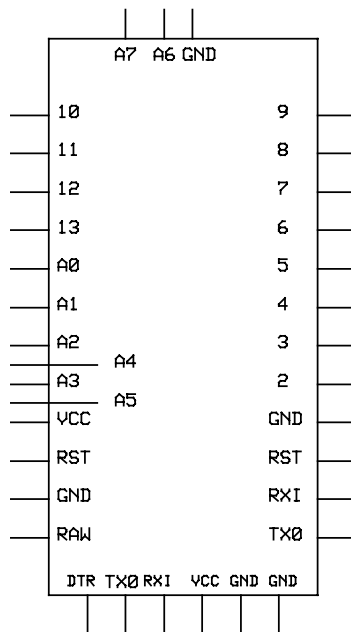 A7 A6 GND
10 9
11 8
12 7
13 6
A0 5
A1 4
A2 3
A4
A3 2
A5
VCC GND
RST RST
GND RXI
RAW TX0
DTR TX0 RXI VCC GND GND